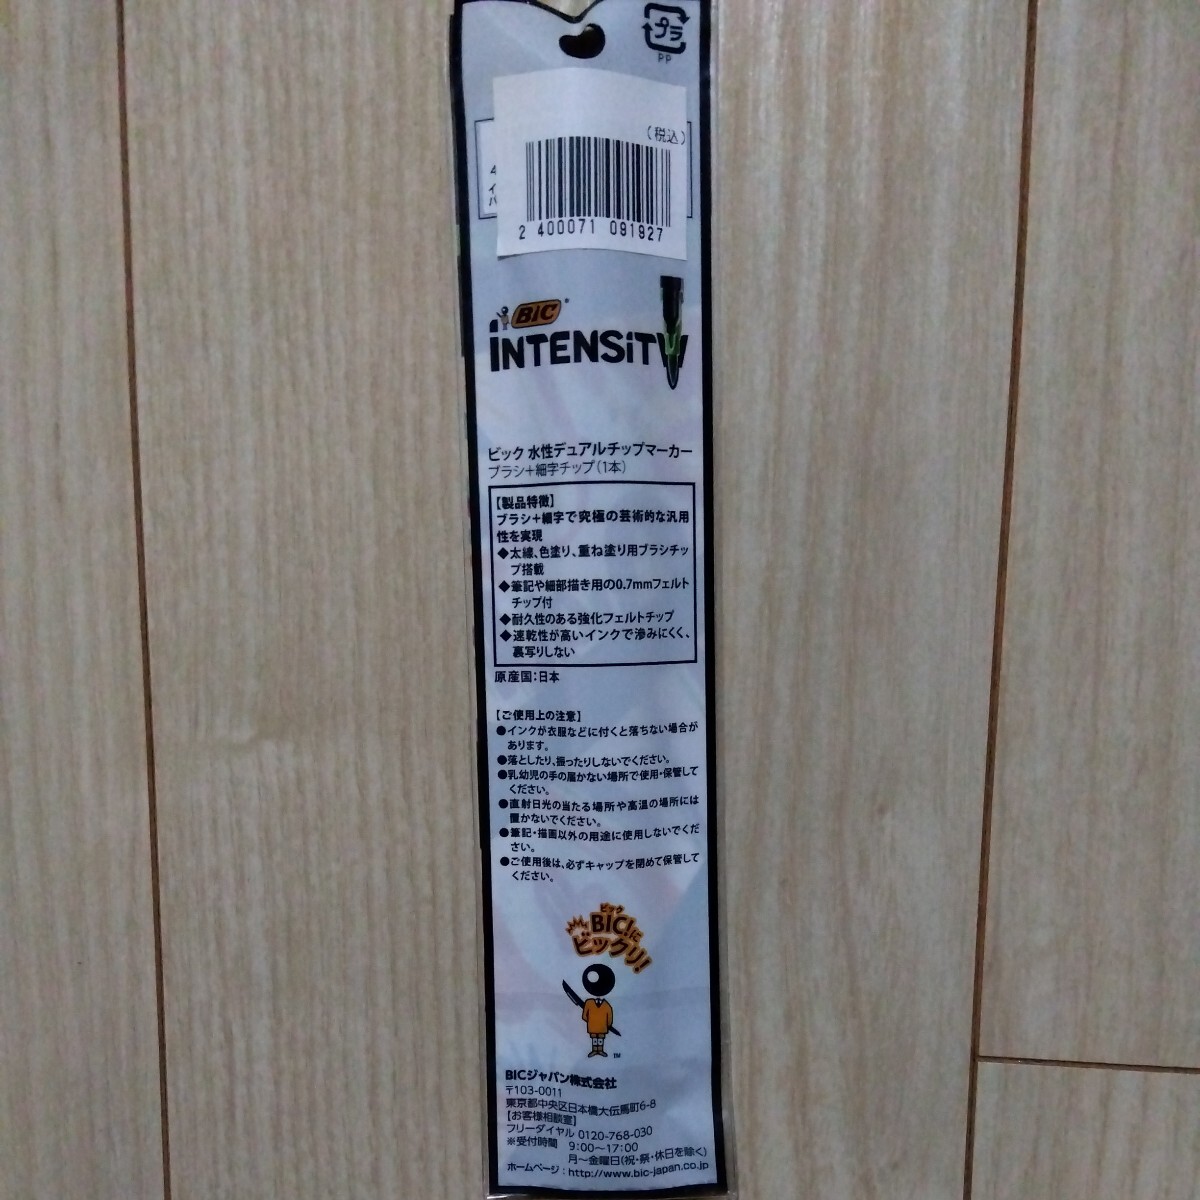 プラ
PP
(税込)
2 400071 091927
BiC®
iNTENSiTY
ビック 水性デュアルチップマーカー
ブラシ+細字チップ(1本)
【製品特徴】
ブラシ+細字で究極の芸術的な汎用
性を実現
◆太線、色塗り、重ね塗り用ブラシチッ
プ搭載
◆筆記や細部描き用の0.7mmフェルト
チップ付
◆耐久性のある強化フェルトチップ
◆速乾性が高いインクで滲みにくく、
裏写りしない
原産国:日本
【ご使用上の注意】
●インクが衣服などに付くと落ちない場合が
あります。
●落としたり、振ったりしないでください。
●乳幼児の手の届かない場所で使用・保管して
ください。
●直射日光の当たる場所や高温の場所には
置かないでください。
●筆記・描画以外の用途に使用しないでくだ
さい。
●ご使用後は、必ずキャップを閉めて保管して
ください。
ビック
BIC!に
ビックリ!
TM
BICジャパン株式会社
〒103-0011
東京都中央区日本橋大伝馬町6-8
【お客様相談室】
フリーダイヤル 0120-768-030
※受付時間 9:00〜17:00
月〜金曜日(祝・祭・休日を除く)
ホームページ:http://www.bic-japan.co.jp